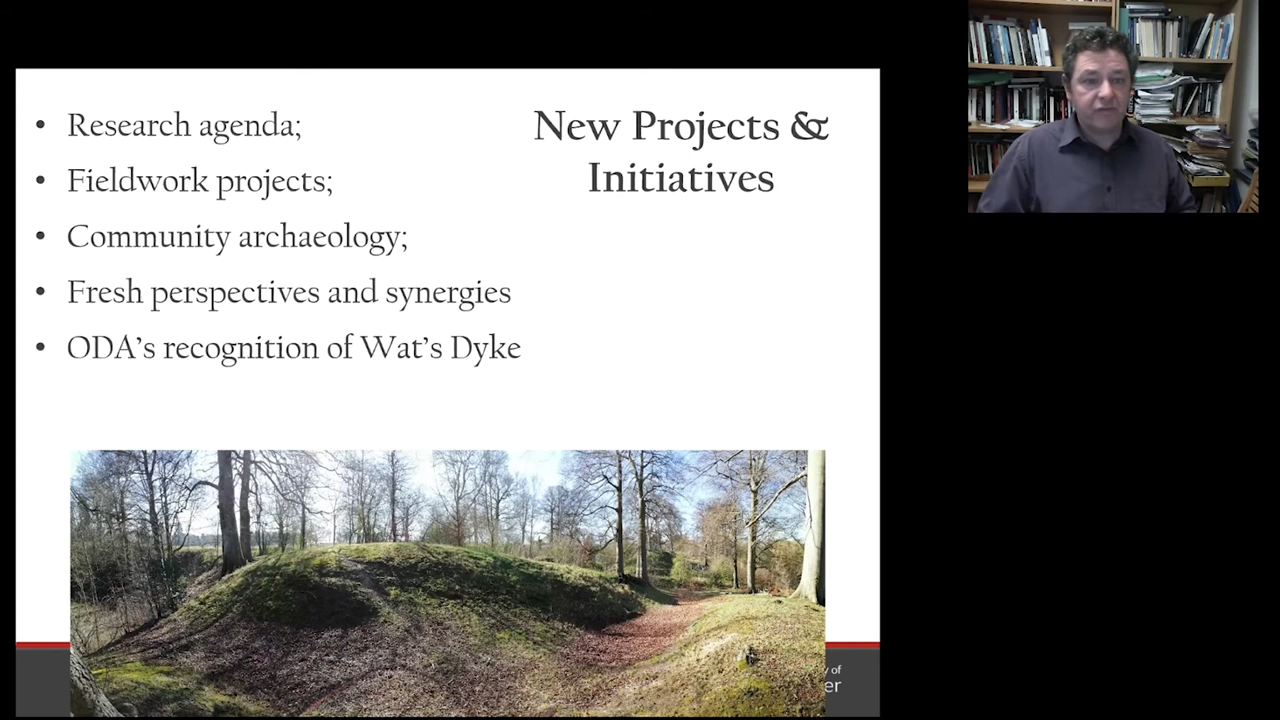 New Projects &
Initiatives
• Research agenda;
• Fieldwork projects;
• Community archaeology;
• Fresh perspectives and synergies
• ODA's recognition of Wat's Dyke